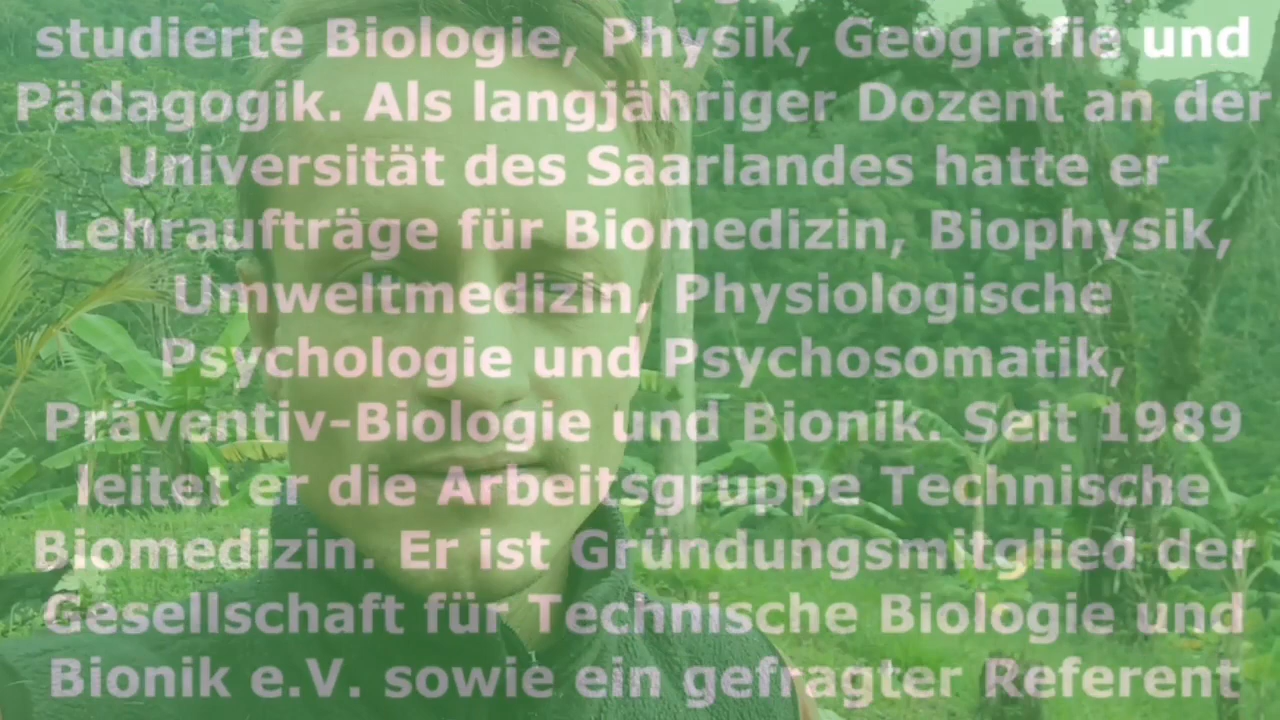 studierte Biologie, Physik, Geografie und
Pädagogik. Als langjähriger Dozent an der
Universität des Saarlandes hatte er
Lehraufträge für Biomedizin, Biophysik,
Umweltmedizin, Physiologische
Psychologie und Psychosomatik,
Präventiv-Biologie und Bionik. Seit 1989
leitet er die Arbeitsgruppe Technische
Biomedizin. Er ist Gründungsmitglied der
Gesellschaft für Technische Biologie und
Bionik e.V. sowie ein gefragter Referent